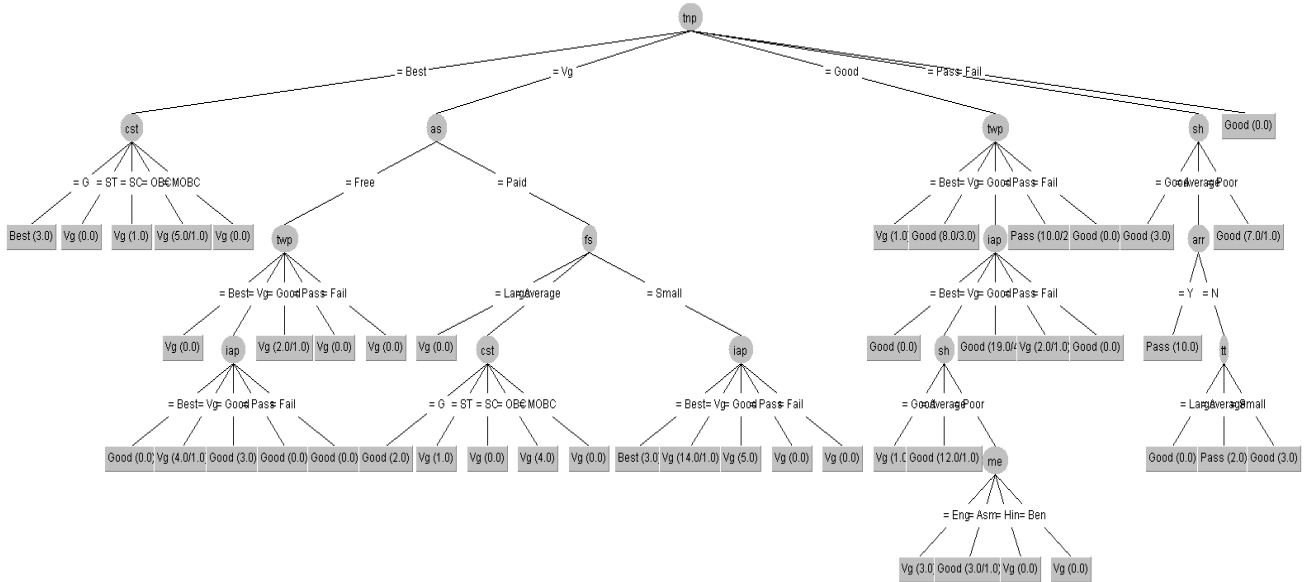 tnp
= Best = Vg = Good = Pass = Fail
cst as twp sh Good (0.0)
= G = ST = SC = OBC = MOBC = Free = Paid = Best = Vg = Good = Pass = Fail = Good = Average = Poor
Best (3.0) Vg (0.0) Vg (1.0) Vg (5.0/1.0) Vg (0.0) twp fs Vg (1.0) Good (8.0/3.0) iap Pass (10.0/2 Good (0.0) Good (3.0) arr Good (7.0/1.0)
= Best = Vg = Good = Pass = Fail = Large = Average = Small = Best = Vg = Good = Pass = Fail = Y = N
Vg (0.0) iap Vg (2.0/1.0) Vg (0.0) Vg (0.0) Vg (0.0) cst iap Good (0.0) sh Good (19.0/4 Vg (2.0/1.0) Good (0.0) Pass (10.0) tt
= Best = Vg = Good = Pass = Fail = G = ST = SC = OBC = MOBC = Best = Vg = Good = Pass = Fail = Good = Average = Poor = Large = Average = Small
Good (0.0) Vg (4.0/1.0) Good (3.0) Good (0.0) Good (0.0) Good (2.0) Vg (1.0) Vg (0.0) Vg (4.0) Vg (0.0) Best (3.0) Vg (14.0/1.0) Vg (5.0) Vg (0.0) Vg (0.0) Vg (1.0 Good (12.0/1.0) me Good (0.0) Pass (2.0) Good (3.0)
= Eng = Asm = Hin = Ben
Vg (3.0) Good (3.0/1.0) Vg (0.0) Vg (0.0)